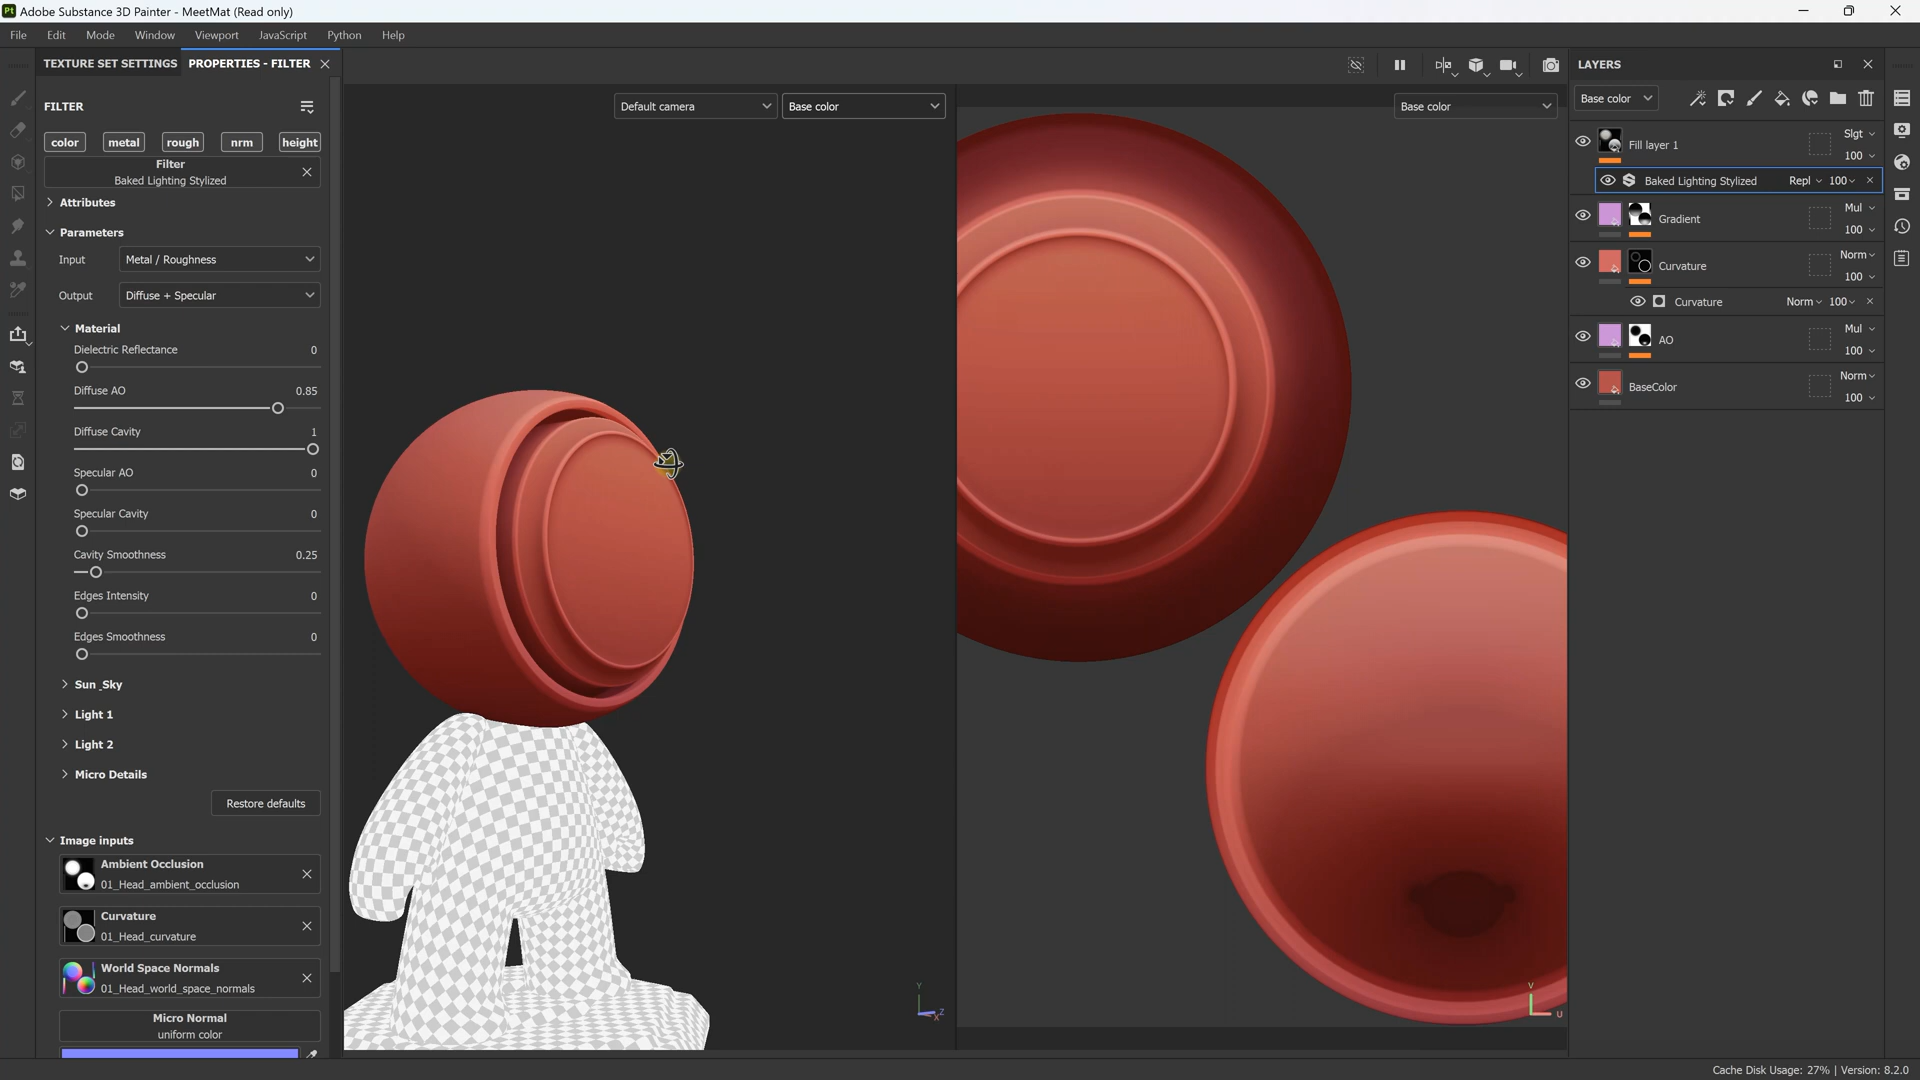 Pt Adobe Substance 3D Painter - MeetMat (Read only)
File Edit Mode Window Viewport JavaScript Python Help
TEXTURE SET SETTINGS PROPERTIES - FILTER
FILTER
color metal rough nrm height
Filter
Baked Lighting Stylized
Attributes
Parameters
Input Metal / Roughness
Output Diffuse + Specular
Material
Dielectric Reflectance 0
Diffuse AO 0.85
Diffuse Cavity 1
Specular AO 0
Specular Cavity 0
Cavity Smoothness 0.25
Edges Intensity 0
Edges Smoothness 0
Sun_Sky
Light 1
Light 2
Micro Details
Restore defaults
Image inputs
Ambient Occlusion
01_Head_ambient_occlusion
Curvature
01_Head_curvature
World Space Normals
01_Head_world_space_normals
Micro Normal
uniform color
Default camera Base color
Y
Z
X
Base color
V
U
LAYERS
Base color
Fill layer 1 Slgt
100
Baked Lighting Stylized Repl 100
Gradient Mul
100
Curvature Norm
100
Curvature Norm 100
AO Mul
100
BaseColor Norm
100
Cache Disk Usage: 27% | Version: 8.2.0